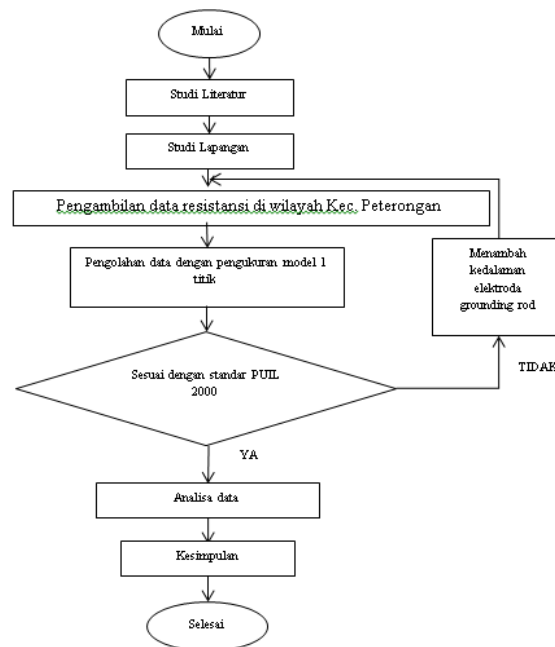 Mulai
Studi Literatur
Studi Lapangan
Pengambilan data resistansi di wilayah Kec. Peterongan
Pengolahan data dengan pengukuran model 1
titik
Menambah
kedalaman
elektroda
grounding rod
Sesuai dengan standar PUIL
2000
TIDAK
YA
Analisa data
Kesimpulan
Selesai